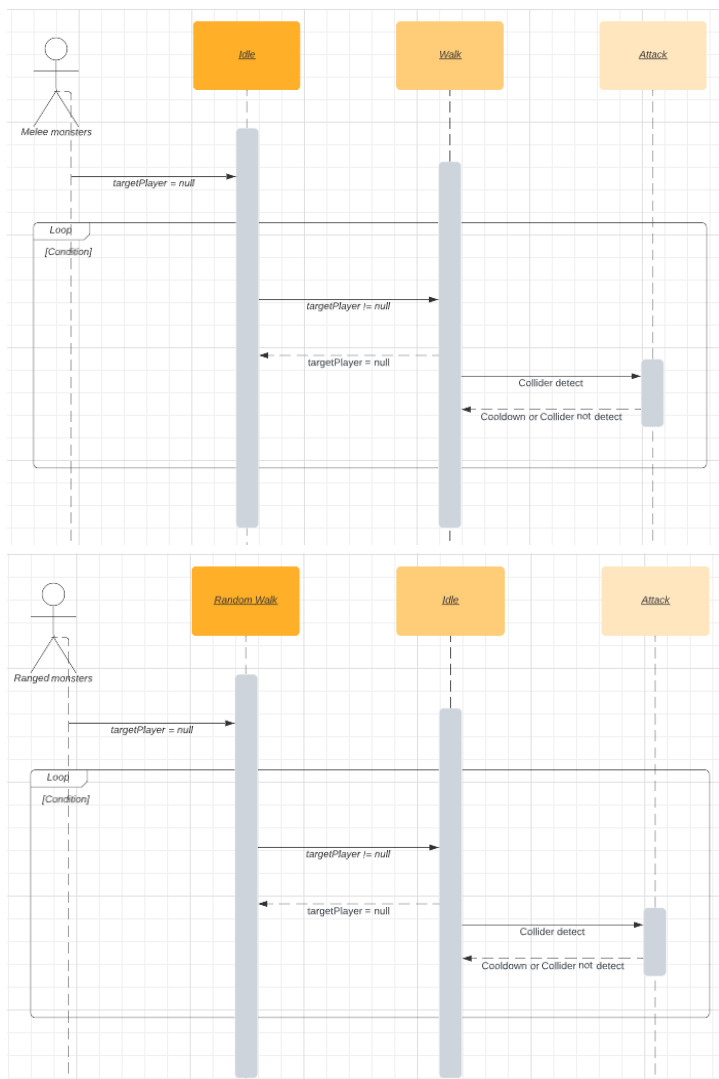 Idle
Walk
Attack
Melee monsters
targetPlayer = null
Loop
[Condition]
targetPlayer != null
targetPlayer = null
Collider detect
Cooldown or Collider not detect
Random Walk
Idle
Attack
Ranged monsters
targetPlayer = null
Loop
[Condition]
targetPlayer != null
targetPlayer = null
Collider detect
Cooldown or Collider not detect